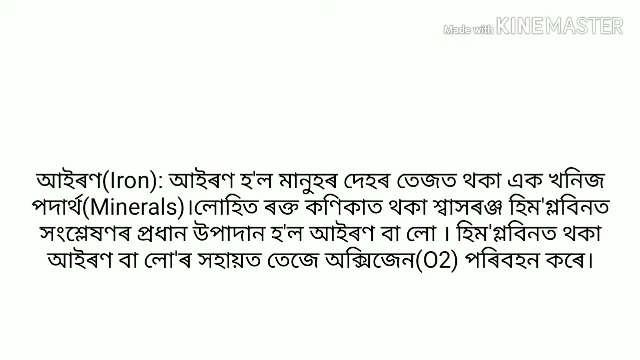 Made with KINEMASTER
আইৰণ(Iron): আইৰণ হ'ল মানুহৰ দেহৰ তেজত থকা এক খনিজ
পদাৰ্থ(Minerals)।লোহিত ৰক্ত কণিকাত থকা শ্বাসৰঞ্জ হিম'গ্লবিনত
সংশ্লেষণৰ প্ৰধান উপাদান হ'ল আইৰণ বা লো । হিম'গ্লবিনত থকা
আইৰণ বা লো'ৰ সহায়ত তেজে অক্সিজেন(O2) পৰিবহন কৰে।